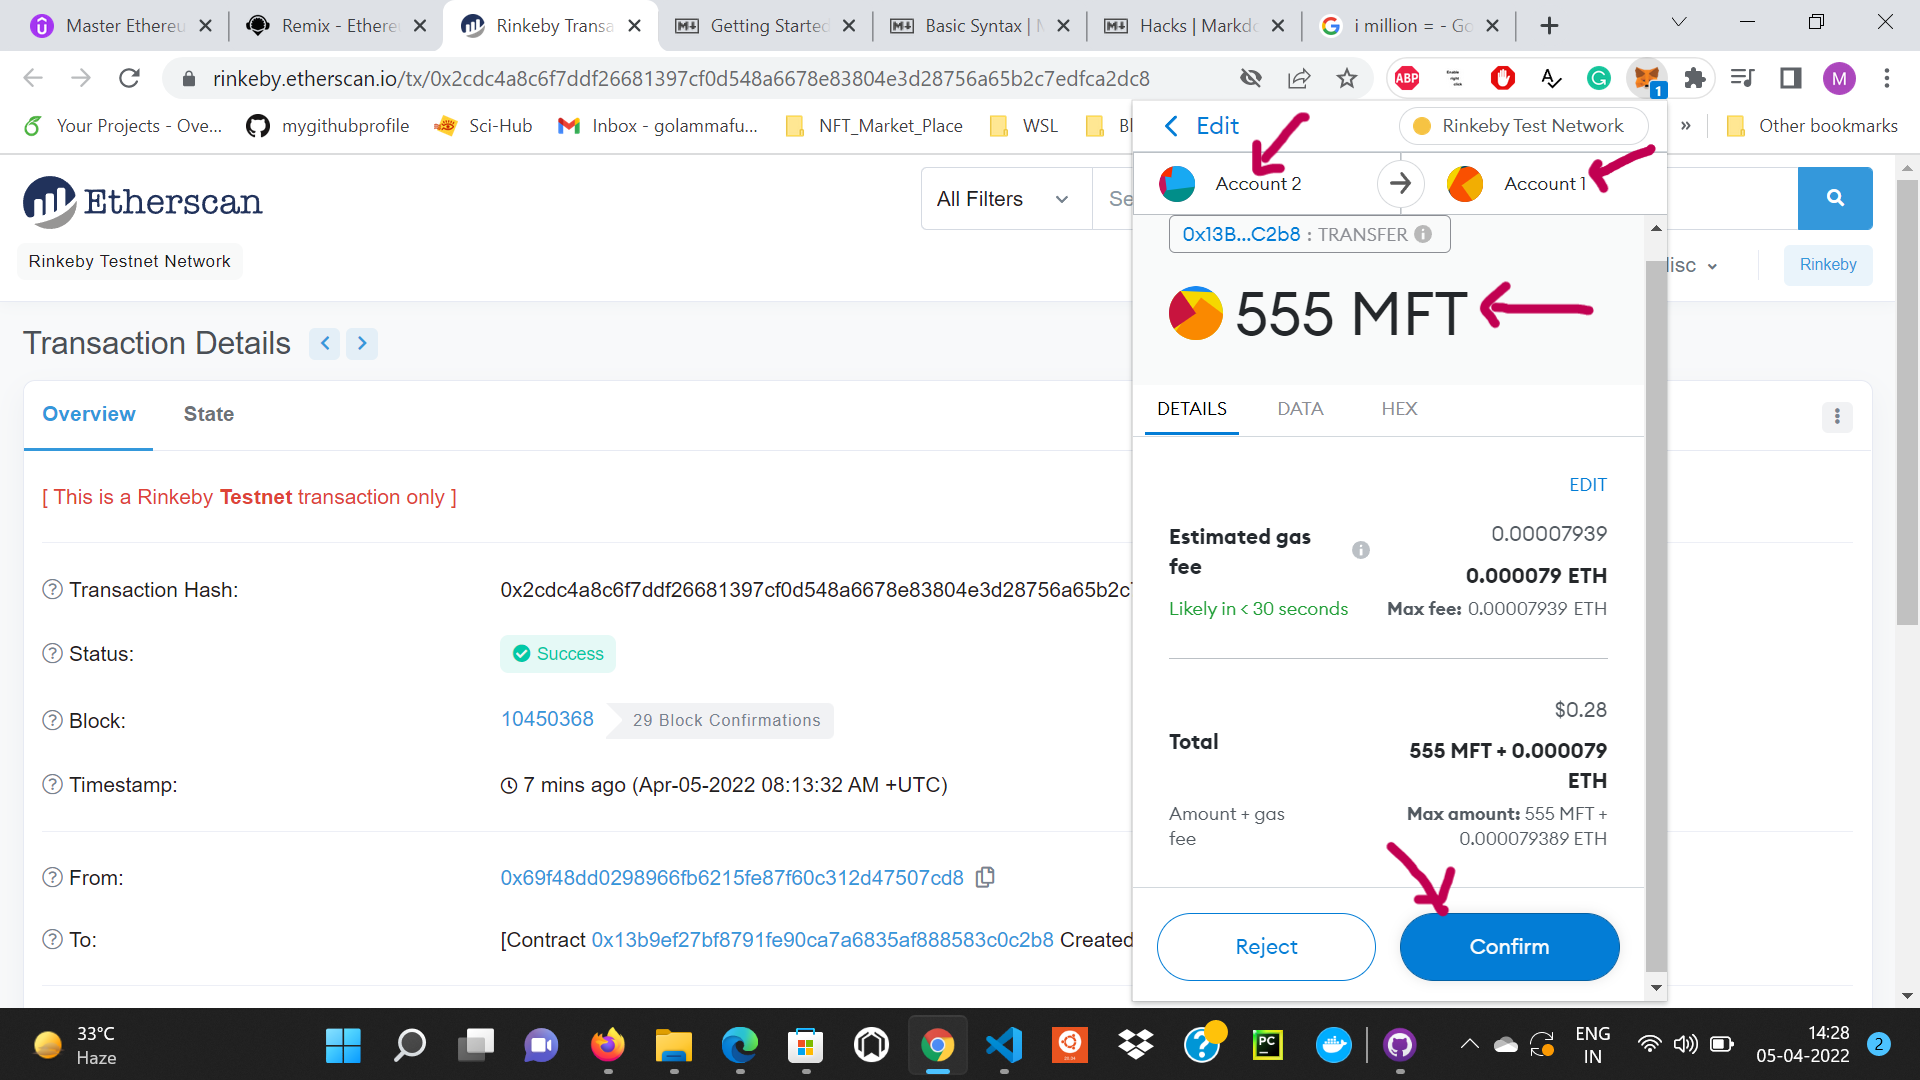 Master Ethereu
Remix - Ethere
Rinkeby Transa
Getting Started
Basic Syntax |
Hacks | Markdo
i million = - Go
rinkeby.etherscan.io/tx/0x2cdc4a8c6f7ddf26681397cf0d548a6678e83804e3d28756a65b2c7edfca2dc8
ABP
1
M
Your Projects - Ove...
mygithubprofile
Sci-Hub
Inbox - golammafu...
NFT_Market_Place
WSL
Other bookmarks
Edit
Rinkeby Test Network
Account 2
Account 1
0x13B...C2b8 : TRANSFER
555 MFT
DETAILS
DATA
HEX
EDIT
Estimated gas
fee
0.00007939
0.000079 ETH
Likely in < 30 seconds
Max fee: 0.00007939 ETH
$0.28
Total
555 MFT + 0.000079
ETH
Amount + gas
fee
Max amount: 555 MFT +
0.000079389 ETH
Reject
Confirm
Etherscan
All Filters
Se
Rinkeby Testnet Network
isc
Rinkeby
Transaction Details
Overview
State
[ This is a Rinkeby Testnet transaction only ]
Transaction Hash:
0x2cdc4a8c6f7ddf26681397cf0d548a6678e83804e3d28756a65b2c
Status:
Success
Block:
10450368
29 Block Confirmations
Timestamp:
7 mins ago (Apr-05-2022 08:13:32 AM +UTC)
From:
0x69f48dd0298966fb6215fe87f60c312d47507cd8
To:
[Contract 0x13b9ef27bf8791fe90ca7a6835af888583c0c2b8 Created
33°C
Haze
PC
ENG
IN
14:28
05-04-2022
2